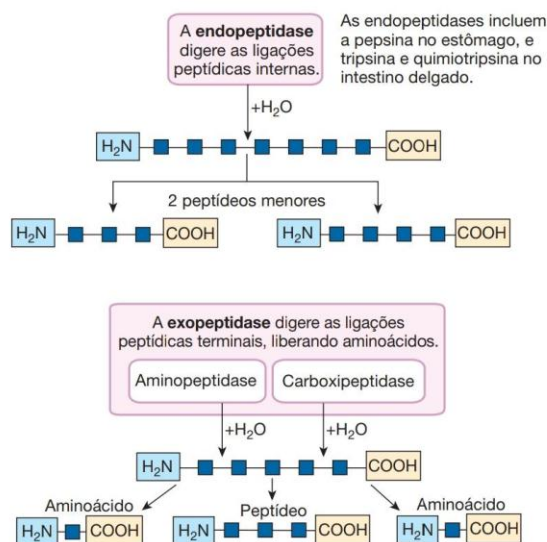 A endopeptidase
digere as ligações
peptídicas internas.
As endopeptidases incluem
a pepsina no estômago, e
tripsina e quimiotripsina no
intestino delgado.
+H₂O
H₂N COOH
2 peptídeos menores
H₂N COOH H₂N COOH
A exopeptidase digere as ligações
peptídicas terminais, liberando aminoácidos.
Aminopeptidase Carboxipeptidase
+H₂O +H₂O
H₂N COOH
Aminoácido Peptídeo Aminoácido
H₂N COOH H₂N COOH H₂N COOH